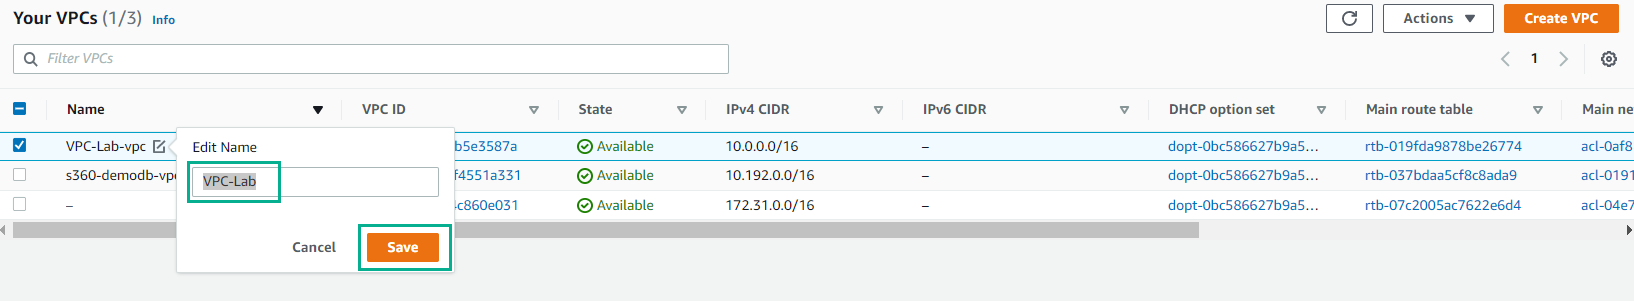 Your VPCs (1/3) Info
Actions
Create VPC
Filter VPCs
1
Name VPC ID State IPv4 CIDR IPv6 CIDR DHCP option set Main route table Main ne
VPC-Lab-vpc b5e3587a Available 10.0.0.0/16 – dopt-0bc586627b9a5... rtb-019fda9878be26774 acl-0af8
s360-demodb-vpc f4551a331 Available 10.192.0.0/16 – dopt-0bc586627b9a5... rtb-037bdaa5cf8c8ada9 acl-0191
– 4c860e031 Available 172.31.0.0/16 – dopt-0bc586627b9a5... rtb-07c2005ac7622e6d4 acl-04e7
Edit Name
VPC-Lab
Cancel Save